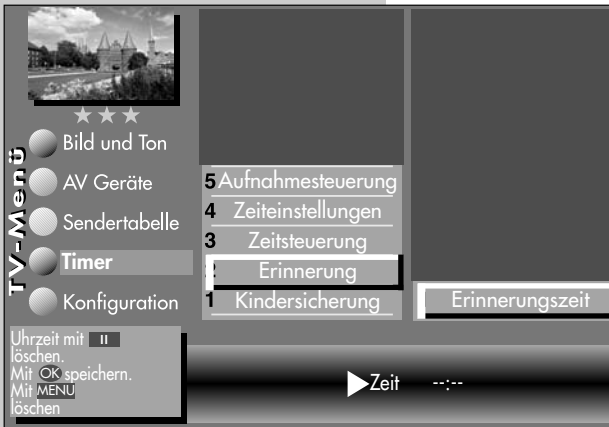 TV-Menü
Bild und Ton
AV Geräte
Sendertabelle
Timer
Konfiguration
5 Aufnahmesteuerung
4 Zeiteinstellungen
3 Zeitsteuerung
2 Erinnerung
1 Kindersicherung
Erinnerungszeit
Uhrzeit mit II
löschen.
Mit OK speichern.
Mit MENU
löschen
Zeit --:--